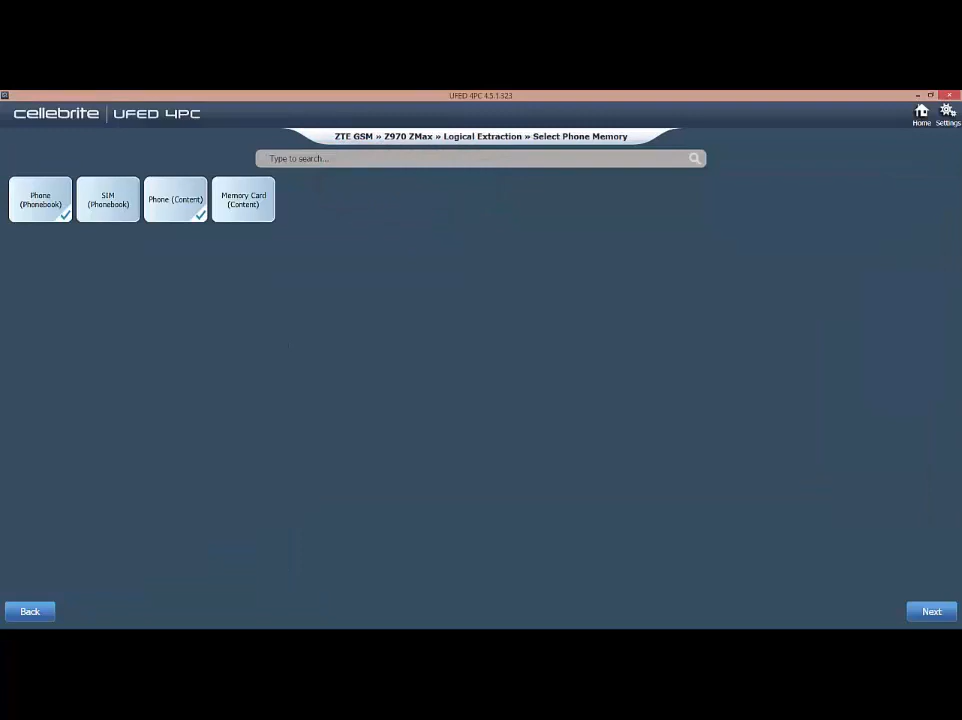 UFED 4PC 4.5.1.323
cellebrite | UFED 4PC
Home
Settings
ZTE GSM » Z970 ZMax » Logical Extraction » Select Phone Memory
Type to search...
Phone
(Phonebook)
SIM
(Phonebook)
Phone (Content)
Memory Card
(Content)
Back
Next